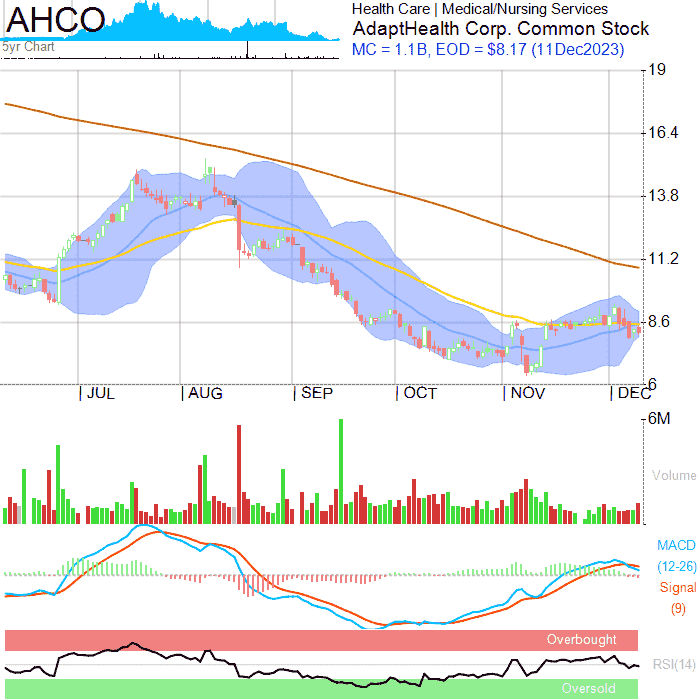 AHCO
5yr Chart
Health Care | Medical/Nursing Services
AdaptHealth Corp. Common Stock
MC = 1.1B, EOD = $8.17 (11Dec2023)
19
16.4
13.8
11.2
8.6
6
| JUL | AUG | SEP | OCT | NOV | DEC
6M
Volume
MACD
(12-26)
Signal
(9)
Overbought
RSI(14)
Oversold